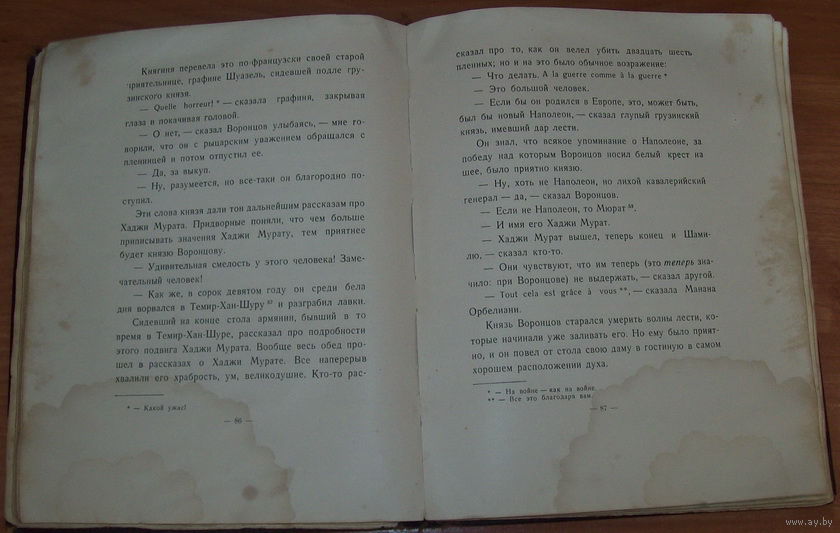 Княгиня перевела это по-французски своей старой
приятельнице, графине Шуазель, сидевшей подле гру-
зинского князя.
— Quelle horreur! * — сказала графиня, закрывая
глаза и покачивая головой.
— О нет, — сказал Воронцов улыбаясь, — мне го-
ворили, что он с рыцарским уважением обращался с
пленницей и потом отпустил ее.
— Да, за выкуп.
— Ну, разумеется, но все-таки он благородно по-
ступил.
Эти слова князя дали тон дальнейшим рассказам про
Хаджи Мурата. Придворные поняли, что чем больше
приписывать значения Хаджи Мурату, тем приятнее
будет князю Воронцову.
— Удивительная смелость у этого человека! Заме-
чательный человек!
— Как же, в сорок девятом году он среди бела
дня ворвался в Темир-Хан-Шуру ⁵⁷ и разграбил лавки.
Сидевший на конце стола армянин, бывший в то
время в Темир-Хан-Шуре, рассказал про подробности
этого подвига Хаджи Мурата. Вообще весь обед про-
шел в рассказах о Хаджи Мурате. Все наперерыв
хвалили его храбрость, ум, великодушие. Кто-то рас-
* — Какой ужас!
— 86 —
сказал про то, как он велел убить двадцать шесть
пленных; но и на это было обычное возражение:
— Что делать. A la guerre comme à la guerre *
— Это большой человек.
— Если бы он родился в Европе, это, может быть,
был бы новый Наполеон, — сказал глупый грузинский
князь, имевший дар лести.
Он знал, что всякое упоминание о Наполеоне, за
победу над которым Воронцов носил белый крест на
шее, было приятно князю.
— Ну, хоть не Наполеон, но лихой кавалерийский
генерал — да, — сказал Воронцов.
— Если не Наполеон, то Мюрат ⁵⁸.
— И имя его Хаджи Мурат.
— Хаджи Мурат вышел, теперь конец и Шами-
лю, — сказал кто-то.
— Они чувствуют, что им теперь (это теперь зна-
чило: при Воронцове) не выдержать, — сказал другой.
— Tout cela est grâce à vous **, — сказала Манана
Орбелиани.
Князь Воронцов старался умерить волны лести, ко-
торые начинали уже заливать его. Но ему было прият-
но, и он повел от стола свою даму в гостиную в самом
хорошем расположении духа.
* — На войне — как на войне.
** — Все это благодаря вам.
— 87 —
www.ay.by